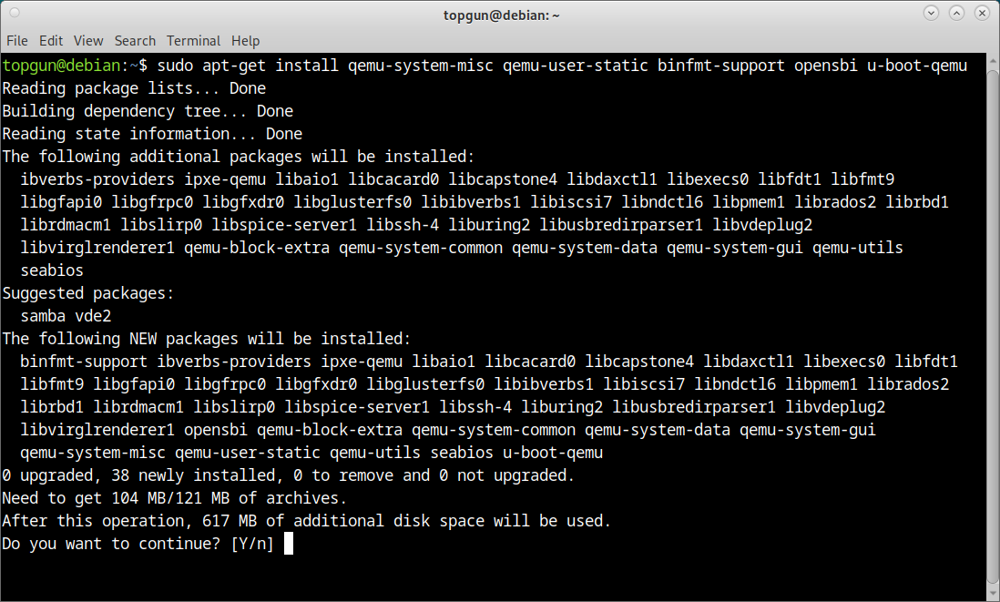 topgun@debian: ~
File Edit View Search Terminal Help
topgun@debian:~$ sudo apt-get install qemu-system-misc qemu-user-static binfmt-support opensbi u-boot-qemu
Reading package lists... Done
Building dependency tree... Done
Reading state information... Done
The following additional packages will be installed:
  ibverbs-providers ipxe-qemu libaio1 libcacard0 libcapstone4 libdaxctl1 libexecs0 libfdt1 libfmt9
  libgfapi0 libgfrpc0 libgfxdr0 libglusterfs0 libibverbs1 libiscsi7 libndctl6 libpmem1 librados2 librbd1
  librdmacm1 libslirp0 libspice-server1 libssh-4 liburing2 libusbredirparser1 libvdeplug2
  libvirglrenderer1 qemu-block-extra qemu-system-common qemu-system-data qemu-system-gui qemu-utils
  seabios
Suggested packages:
  samba vde2
The following NEW packages will be installed:
  binfmt-support ibverbs-providers ipxe-qemu libaio1 libcacard0 libcapstone4 libdaxctl1 libexecs0 libfdt1
  libfmt9 libgfapi0 libgfrpc0 libgfxdr0 libglusterfs0 libibverbs1 libiscsi7 libndctl6 libpmem1 librados2
  librbd1 librdmacm1 libslirp0 libspice-server1 libssh-4 liburing2 libusbredirparser1 libvdeplug2
  libvirglrenderer1 opensbi qemu-block-extra qemu-system-common qemu-system-data qemu-system-gui
  qemu-system-misc qemu-user-static qemu-utils seabios u-boot-qemu
0 upgraded, 38 newly installed, 0 to remove and 0 not upgraded.
Need to get 104 MB/121 MB of archives.
After this operation, 617 MB of additional disk space will be used.
Do you want to continue? [Y/n]